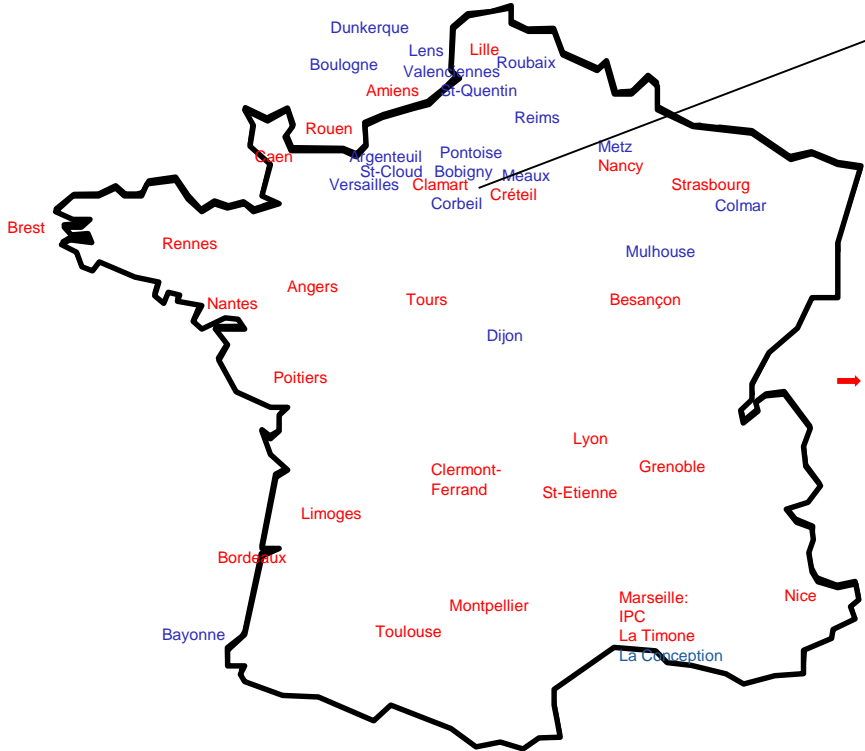 Dunkerque
Lens
Lille
Boulogne
Valenciennes
Roubaix
Amiens
St-Quentin
Reims
Rouen
Caen
Argenteuil
Pontoise
Metz
St-Cloud
Bobigny
Meaux
Nancy
Versailles
Clamart
Créteil
Strasbourg
Corbeil
Colmar
Brest
Rennes
Mulhouse
Angers
Nantes
Tours
Besançon
Dijon
Poitiers
Lyon
Clermont-
Ferrand
Grenoble
St-Etienne
Limoges
Bordeaux
Montpellier
Marseille:
IPC
La Timone
La Conception
Nice
Toulouse
Bayonne